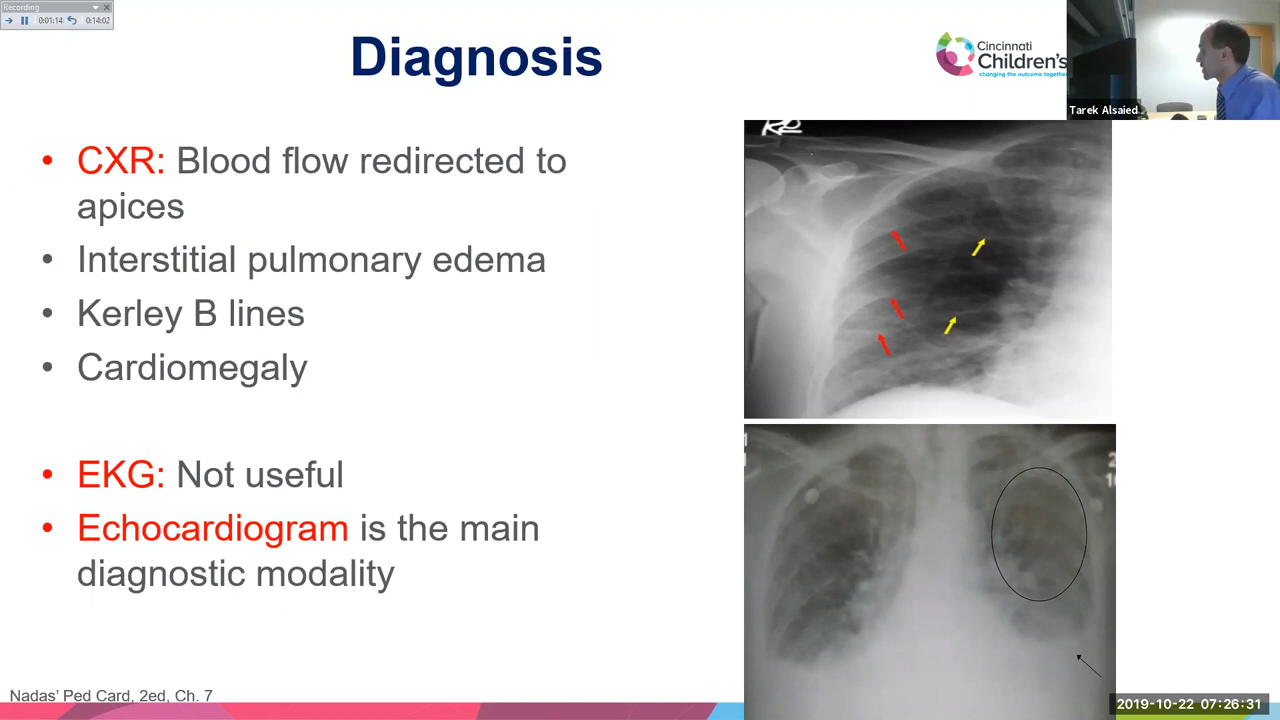 Recording
0:01:14
0:14:02
Diagnosis
Cincinnati
Children's
changing the outcome together
Tarek Alsaied
• CXR: Blood flow redirected to
apices
• Interstitial pulmonary edema
• Kerley B lines
• Cardiomegaly
• EKG: Not useful
• Echocardiogram is the main
diagnostic modality
Nadas' Ped Card, 2ed, Ch. 7
2019-10-22 07:26:31